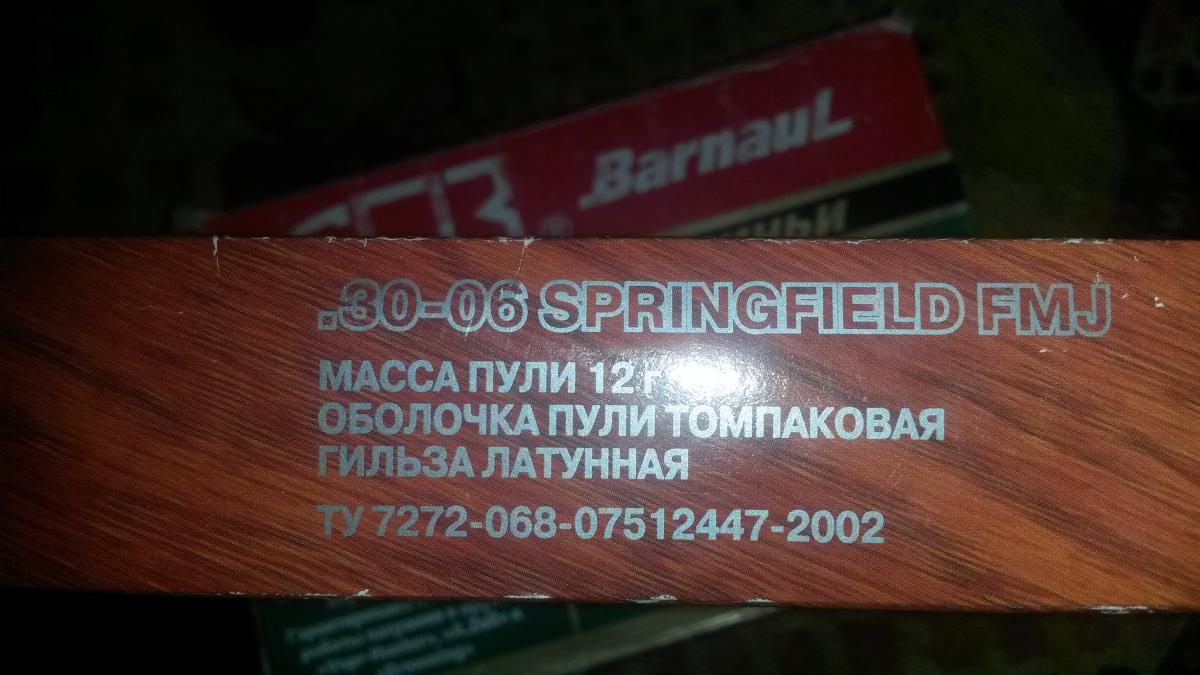 Barnaul
®
.30-06 SPRINGFIELD FMJ
МАССА ПУЛИ 12 г
ОБОЛОЧКА ПУЛИ ТОМПАКОВАЯ
ГИЛЬЗА ЛАТУННАЯ
ТУ 7272-068-07512447-2002